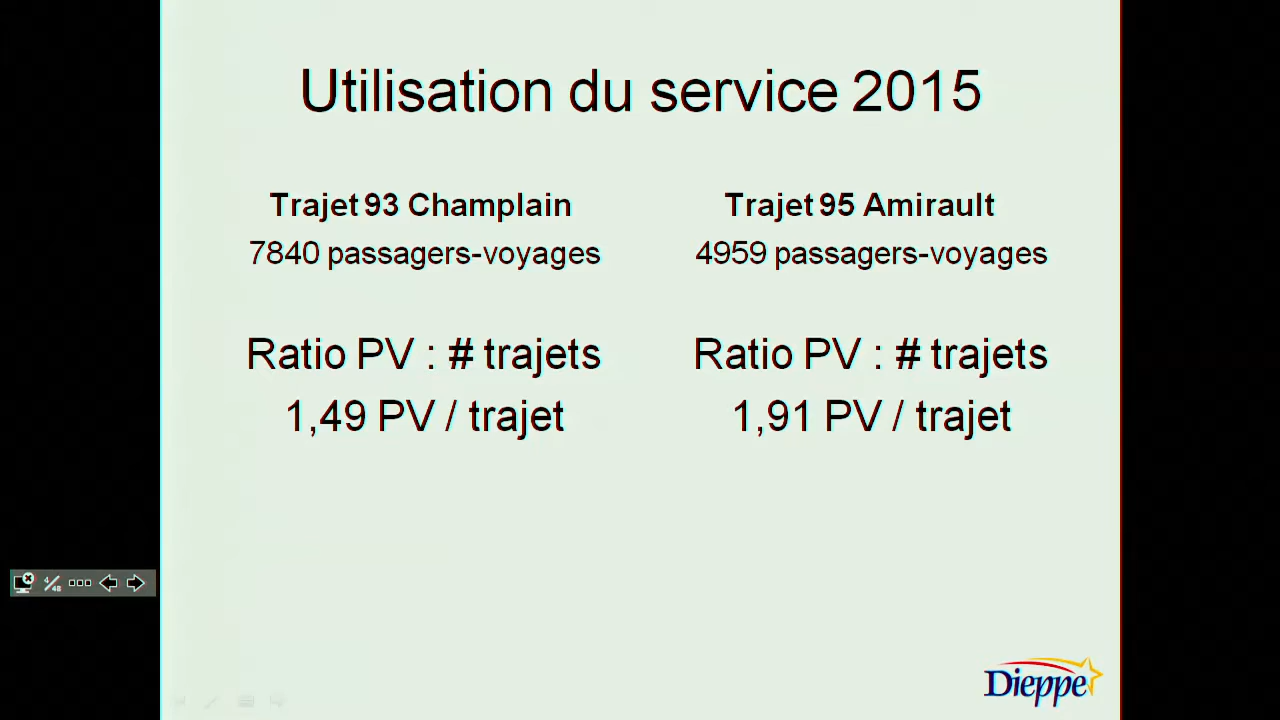 Utilisation du service 2015
Trajet 93 Champlain
7840 passagers-voyages
Ratio PV : # trajets
1,49 PV / trajet
Trajet 95 Amirault
4959 passagers-voyages
Ratio PV : # trajets
1,91 PV / trajet
Dieppe